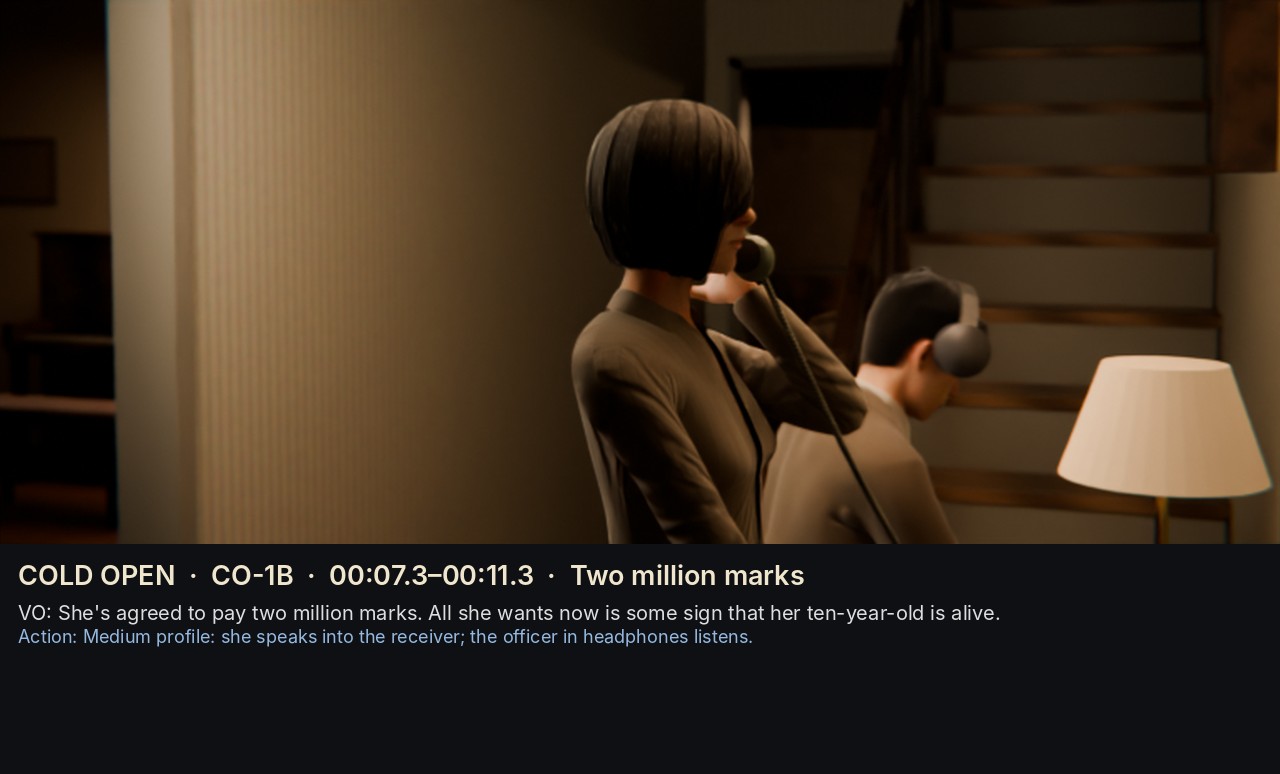 COLD OPEN · CO-1B · 00:07.3–00:11.3 · Two million marks
VO: She's agreed to pay two million marks. All she wants now is some sign that her ten-year-old is alive.
Action: Medium profile: she speaks into the receiver; the officer in headphones listens.